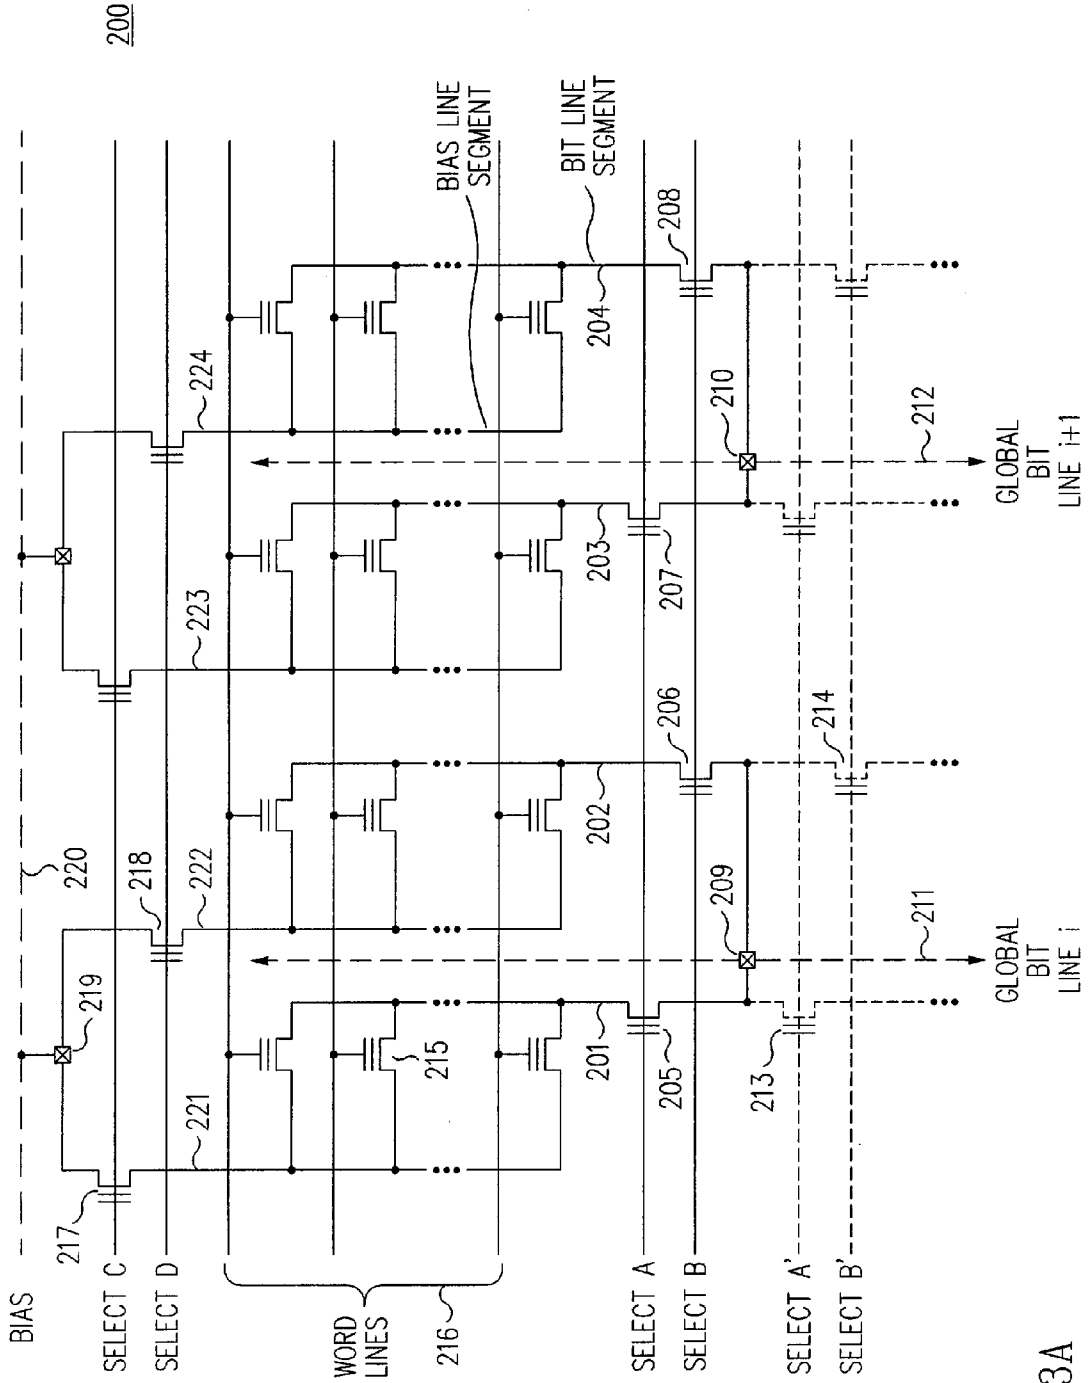 200
BIAS
220
219
SELECT C
217
218
SELECT D
221
222
223
224
WORD
LINES
216
215
BIAS LINE
SEGMENT
BIT LINE
SEGMENT
201
202
203
204
SELECT A
205
206
207
208
SELECT B
209
210
SELECT A'
213
214
SELECT B'
211
212
GLOBAL
BIT
LINE i
GLOBAL
BIT
LINE i+1